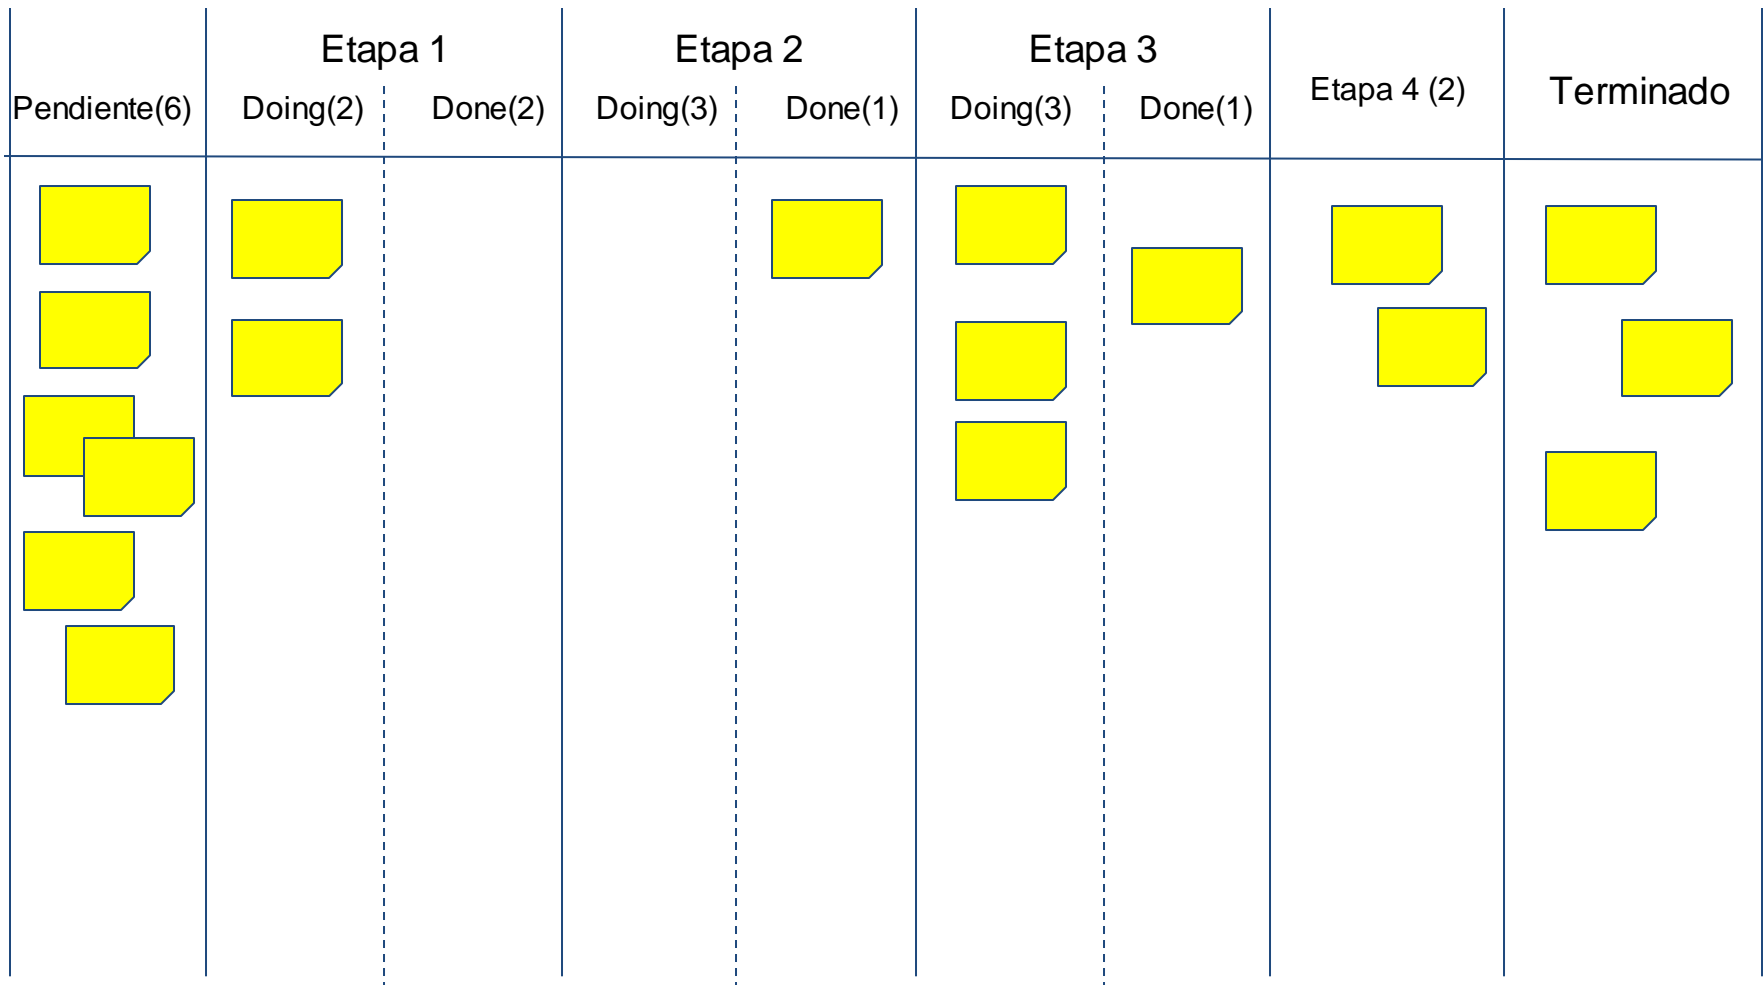 Etapa 1
Etapa 2
Etapa 3
Pendiente(6)
Doing(2)
Done(2)
Doing(3)
Done(1)
Doing(3)
Done(1)
Etapa 4 (2)
Terminado